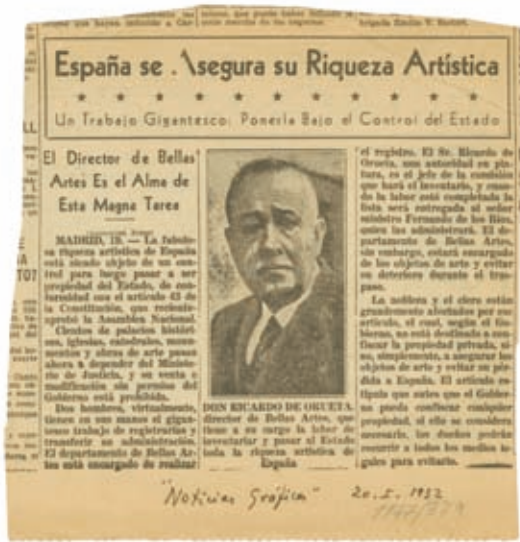 España se Asegura su Riqueza Artística
Un Trabajo Gigantesco: Ponerla Bajo el Control del Estado
El Director de Bellas
Artes Es el Alma de
Esta Magna Tarea
MADRID, 19. — La fabulo-
sa riqueza artística de España
está siendo objeto de un con-
trol para luego pasar a ser
propiedad del Estado, de con-
formidad con el artículo 45 de
la Constitución, que reciente-
aprobó la Asamblea Nacional.
Cientos de palacios históri-
cos, iglesias, catedrales, monu-
mentos y obras de arte pasan
ahora a depender del Ministe-
rio de Justicia, y su venta o
modificación sin permiso del
Gobierno está prohibida.
Dos hombres, virtualmente,
tienen en sus manos el gigan-
tesco trabajo de registrarlos y
transferir su administración.
El departamento de Bellas Ar-
tes está encargado de realizar
DON RICARDO DE ORUETA,
director de Bellas Artes, que
tiene a su cargo la labor de
inventariar y pasar al Estado
toda la riqueza artística de
España
el registro. El Sr. Ricardo de
Orueta, una autoridad en pin-
tura, es el jefe de la comisión
que hará el inventario, y cuan-
do la labor esté completada la
lista será entregada al señor
ministro Fernando de los Ríos,
quien las administrará. El de-
partamento de Bellas Artes,
sin embargo, estará encargado
de los objetos de arte y evitar
su deterioro durante el tras-
paso.
La nobleza y el clero están
grandemente afectados por ese
artículo, el cual, según el Go-
bierno, no está destinado a con-
fiscar la propiedad privada, si-
no, simplemente, a asegurar los
objetos de arte y evitar su pér-
dida a España. El artículo es-
tipula que antes que el Gobier-
no pueda confiscar cualquier
propiedad, si ello se considera
necesario, los dueños podrán
recurrir a todos los medios le-
gales para evitarlo.
"Noticias Gráficas" 20.5.1932